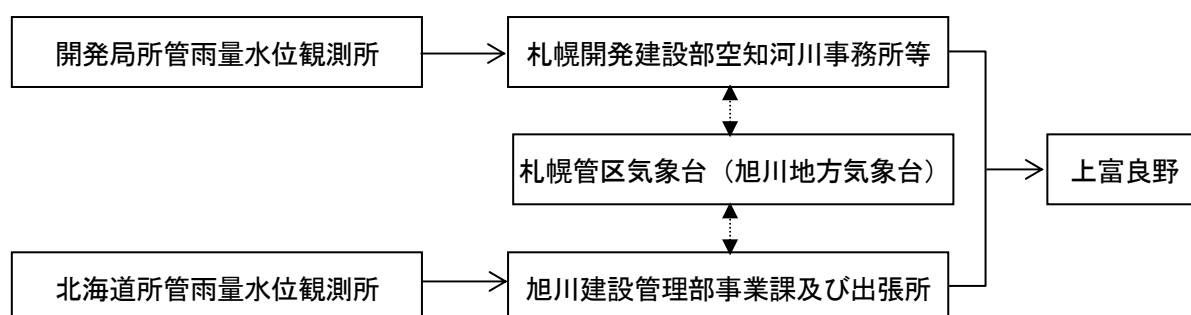 開発局所管雨量水位観測所
札幌開発建設部空知河川事務所等
札幌管区気象台（旭川地方気象台）
上富良野
北海道所管雨量水位観測所
旭川建設管理部事業課及び出張所